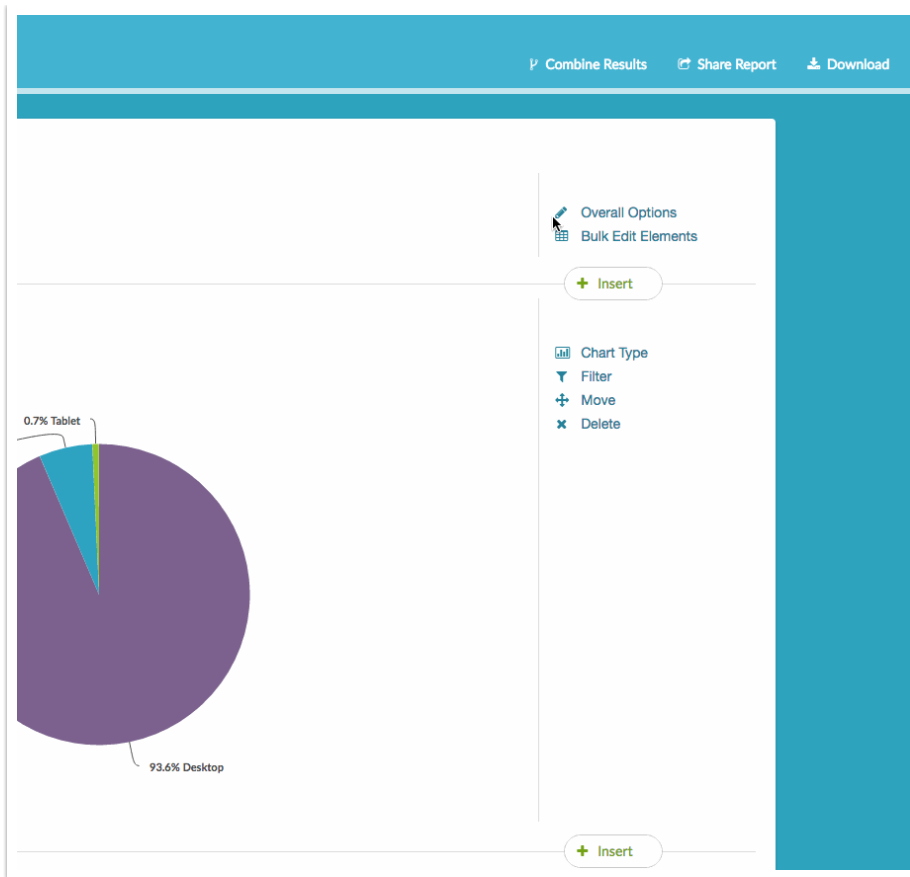 Combine Results Share Report Download
Overall Options
Bulk Edit Elements
Insert
Chart Type
Filter
Move
Delete
0.7% Tablet
93.6% Desktop
Insert